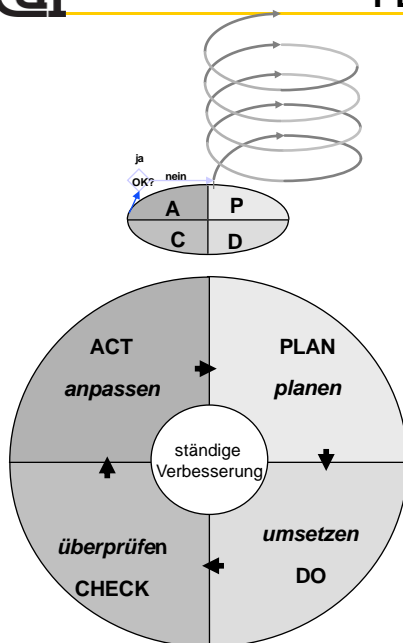 ja
OK? nein
A P
C D
ACT PLAN
anpassen planen
ständige
Verbesserung
überprüfen umsetzen
CHECK DO